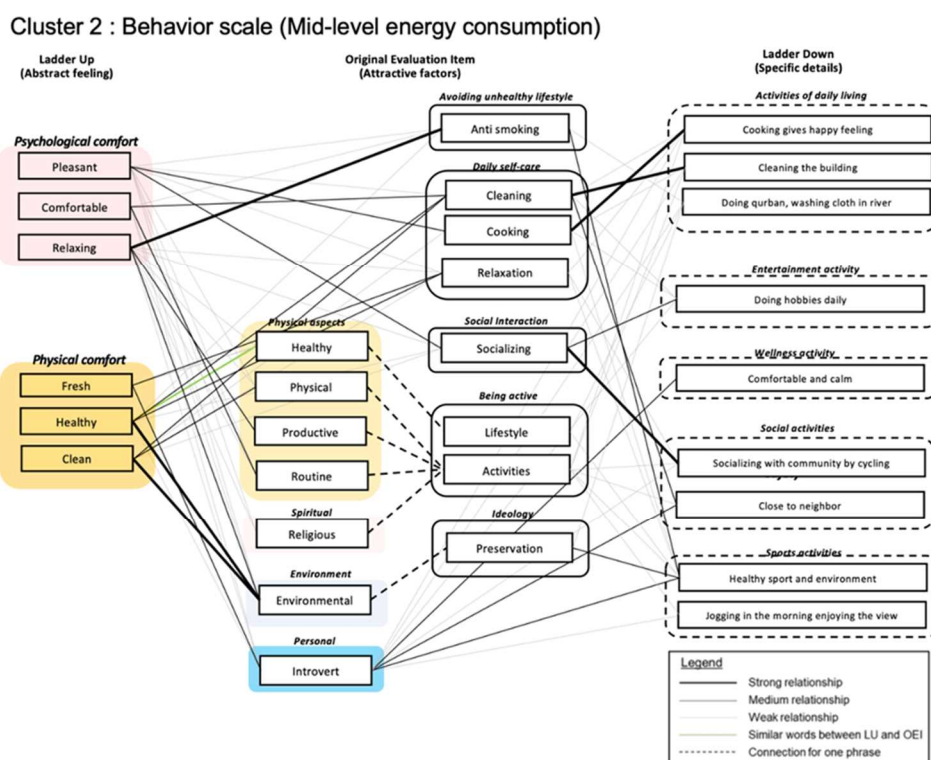 Cluster 2 : Behavior scale (Mid-level energy consumption)
Ladder Up
(Abstract feeling)
Original Evaluation Item
(Attractive factors)
Ladder Down
(Specific details)
Psychological comfort
Pleasant
Comfortable
Relaxing
Physical comfort
Fresh
Healthy
Clean
Physical aspects
Healthy
Physical
Productive
Routine
Spiritual
Religious
Environment
Environmental
Personal
Introvert
Avoiding unhealthy lifestyle
Anti smoking
Daily self-care
Cleaning
Cooking
Relaxation
Social Interaction
Socializing
Being active
Lifestyle
Activities
Ideology
Preservation
Activities of daily living
Cooking gives happy feeling
Cleaning the building
Doing qurban, washing cloth in river
Entertainment activity
Doing hobbies daily
Wellness activity
Comfortable and calm
Social activities
Socializing with community by cycling
Close to neighbor
Sports activities
Healthy sport and environment
Jogging in the morning enjoying the view
Legend
Strong relationship
Medium relationship
Weak relationship
Similar words between LU and OEI
Connection for one phrase